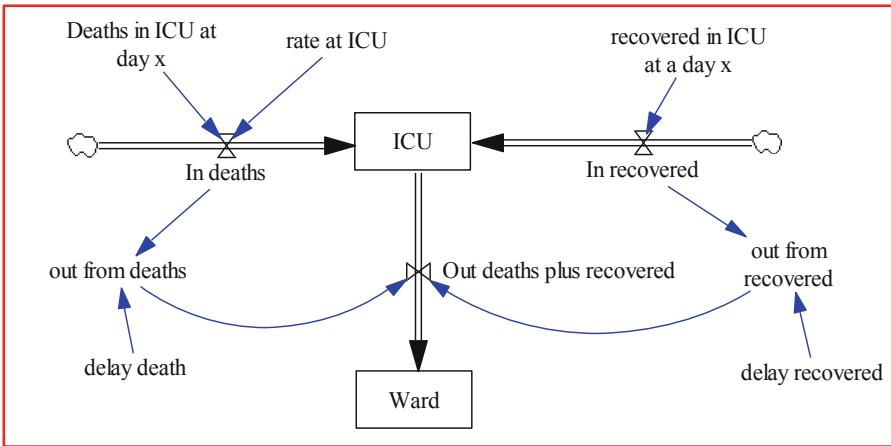 Deaths in ICU at
day x
rate at ICU
recovered in ICU
at a day x
ICU
In deaths
In recovered
out from deaths
Out deaths plus recovered
out from
recovered
delay death
delay recovered
Ward